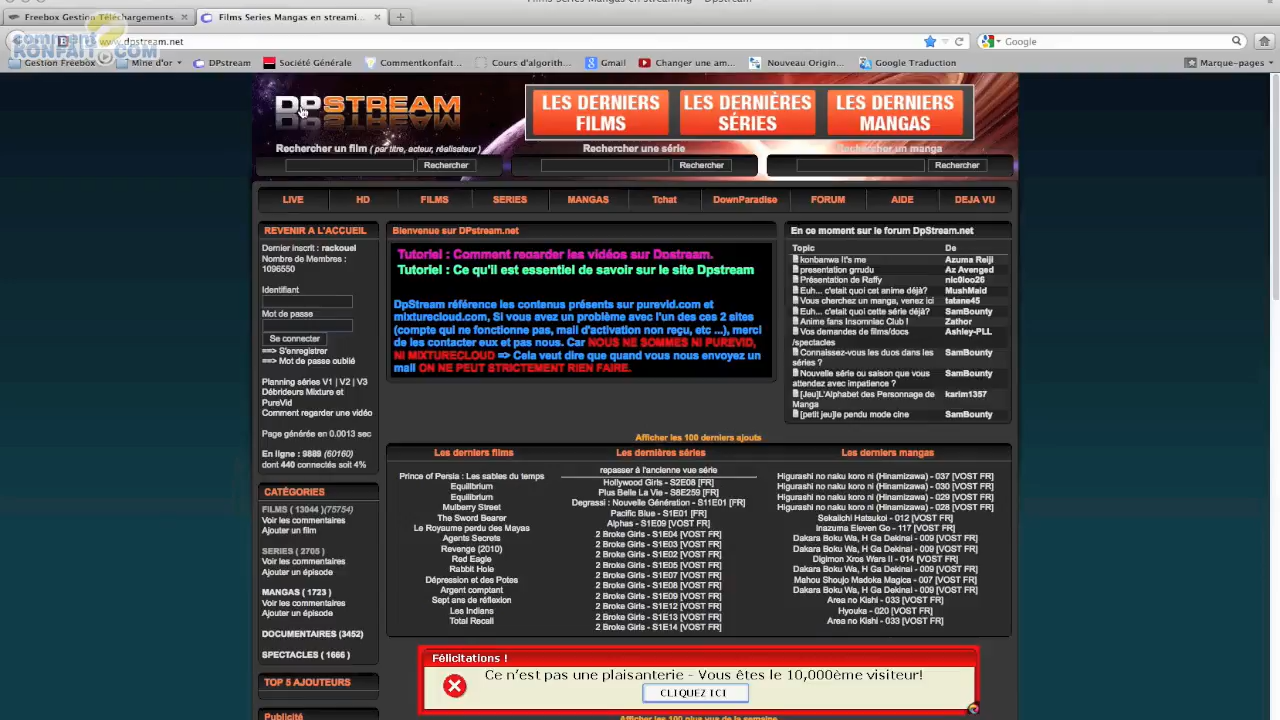 Films Series Mangas en streaming - DpStream
Freebox Gestion Téléchargements
Films Series Mangas en streami...
www.dpstream.net
Google
comment
KONFAIT.COM
Gestion Freebox
Mine d'or
DPstream
Société Générale
Commentkonfait...
Cours d'algorith...
Gmail
Changer une am...
Nouveau Origin...
Google Traduction
Marque-pages
DPSTREAM
LES DERNIERS FILMS
LES DERNIÈRES SÉRIES
LES DERNIERS MANGAS
Rechercher un film ( par titre, acteur, réalisateur )
Rechercher une série
Rechercher un manga
Rechercher
Rechercher
Rechercher
LIVE
HD
FILMS
SERIES
MANGAS
Tchat
DownParadise
FORUM
AIDE
DEJA VU
REVENIR À L'ACCUEIL
Dernier inscrit : rackouel
Nombre de Membres :
1096550
Identifiant
Mot de passe
Se connecter
==> S'enregistrer
==> Mot de passe oublié
Planning séries V1 | V2 | V3
Débrideurs Mixture et
PureVid
Comment regarder une vidéo
Page générée en 0.0013 sec
En ligne : 9889 (60160)
dont 440 connectés soit 4%
CATÉGORIES
FILMS ( 13044 )(75754)
Voir les commentaires
Ajouter un film
SERIES ( 2705 )
Voir les commentaires
Ajouter un épisode
MANGAS ( 1723 )
Voir les commentaires
Ajouter un épisode
DOCUMENTAIRES (3452)
SPECTACLES ( 1666 )
TOP 5 AJOUTEURS
Publicité
Bienvenue sur DPstream.net
Tutoriel : Comment regarder les vidéos sur Dpstream.
Tutoriel : Ce qu'il est essentiel de savoir sur le site Dpstream
DpStream référence les contenus présents sur purevid.com et
mixturecloud.com, Si vous avez un problème avec l'un des ces 2 sites
(compte qui ne fonctionne pas, mail d'activation non reçu, etc ...), merci
de les contacter eux et pas nous. Car NOUS NE SOMMES NI PUREVID,
NI MIXTURECLOUD => Cela veut dire que quand vous nous envoyez un
mail ON NE PEUT STRICTEMENT RIEN FAIRE.
En ce moment sur le forum DpStream.net
Topic De
konbanwa It's me Azuma Reiji
presentation grrudu Az Avenged
Présentation de Raffy nic0loo26
Euh... c'etait quoi cet anime déjà? MushMaid
Vous cherchez un manga, venez ici tatane45
Euh... c'etait quoi cette série déjà? SamBounty
Anime fans Insomniac Club ! Zathor
Vos demandes de films/docs Ashley-PLL
/spectacles
Connaissez-vous les duos dans les SamBounty
séries ?
Nouvelle série ou saison que vous SamBounty
attendez avec impatience ?
[Jeu]L'Alphabet des Personnage de karim1357
Manga
[petit jeu]le pendu mode cine SamBounty
Afficher les 100 derniers ajouts
Les derniers films
Prince of Persia : Les sables du temps
Equilibrium
Equilibrium
Mulberry Street
The Sword Bearer
Le Royaume perdu des Mayas
Agents Secrets
Revenge (2010)
Red Eagle
Rabbit Hole
Dépression et des Potes
Argent comptant
Sept ans de réflexion
Les Indians
Total Recall
Les dernières séries
repasser à l'ancienne vue série
Hollywood Girls - S2E08 [FR]
Plus Belle La Vie - S8E259 [FR]
Degrassi : Nouvelle Génération - S11E01 [FR]
Pacific Blue - S1E01 [FR]
Alphas - S1E09 [VOST FR]
2 Broke Girls - S1E04 [VOST FR]
2 Broke Girls - S1E03 [VOST FR]
2 Broke Girls - S1E02 [VOST FR]
2 Broke Girls - S1E05 [VOST FR]
2 Broke Girls - S1E07 [VOST FR]
2 Broke Girls - S1E08 [VOST FR]
2 Broke Girls - S1E09 [VOST FR]
2 Broke Girls - S1E12 [VOST FR]
2 Broke Girls - S1E13 [VOST FR]
2 Broke Girls - S1E14 [VOST FR]
Les derniers mangas
Higurashi no naku koro ni (Hinamizawa) - 037 [VOST FR]
Higurashi no naku koro ni (Hinamizawa) - 030 [VOST FR]
Higurashi no naku koro ni (Hinamizawa) - 029 [VOST FR]
Higurashi no naku koro ni (Hinamizawa) - 028 [VOST FR]
Sekaiichi Hatsukoi - 012 [VOST FR]
Inazuma Eleven Go - 117 [VOST FR]
Dakara Boku Wa, H Ga Dekinai - 009 [VOST FR]
Dakara Boku Wa, H Ga Dekinai - 009 [VOST FR]
Digimon Xros Wars II - 014 [VOST FR]
Dakara Boku Wa, H Ga Dekinai - 009 [VOST FR]
Mahou Shoujo Madoka Magica - 007 [VOST FR]
Dakara Boku Wa, H Ga Dekinai - 009 [VOST FR]
Area no Kishi - 033 [VOST FR]
Hyouka - 020 [VOST FR]
Area no Kishi - 033 [VOST FR]
Félicitations !
Ce n'est pas une plaisanterie - Vous êtes le 10,000ème visiteur!
CLIQUEZ ICI
Afficher les 100 plus vus de la semaine